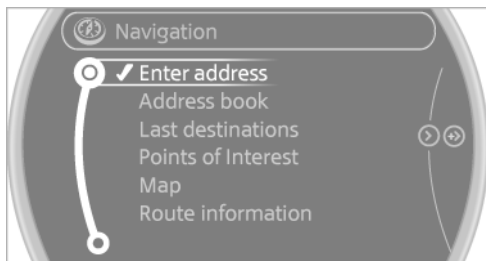 Navigation
Enter address
Address book
Last destinations
Points of Interest
Map
Route information